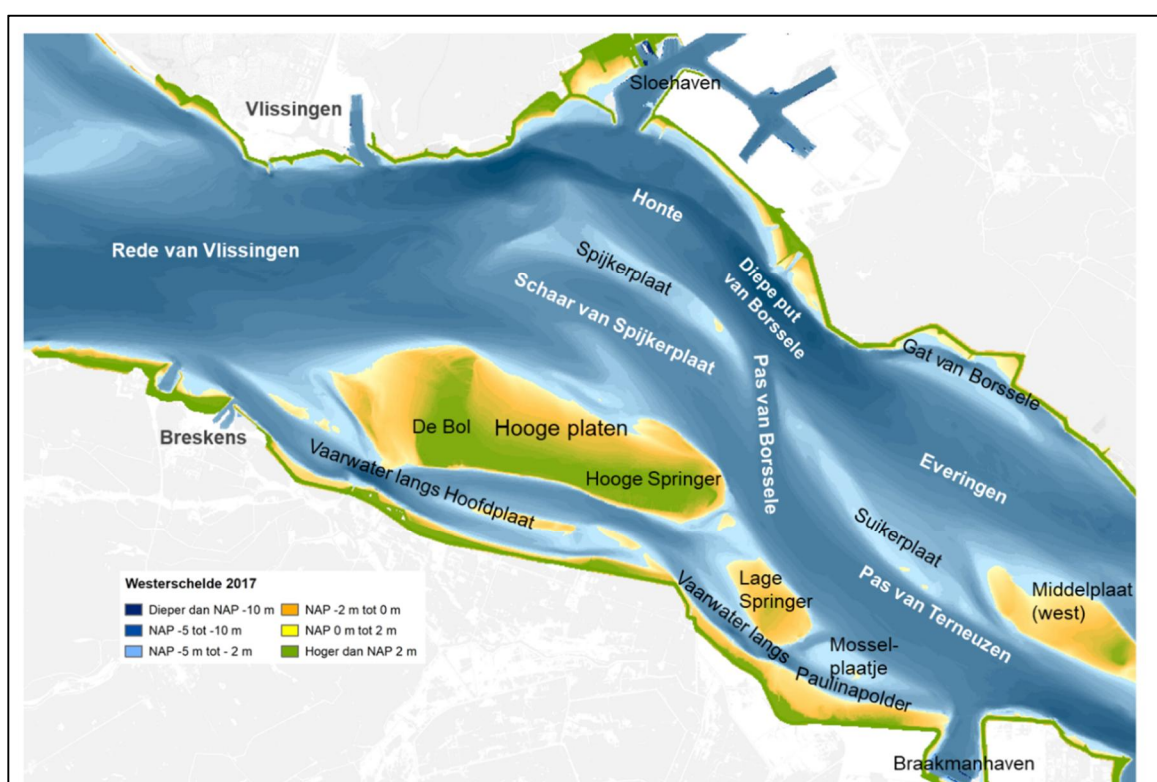 Sloehaven
Vlissingen
Honte
Rede van Vlissingen
Spijkerplaat
Diepe put
van Borssele
Schaar van Spijkerplaat
Gat van Borssele
Pas van Borssele
De Bol
Hooge platen
Breskens
Hooge Springer
Vaarwater langs Hoofdplaat
Everingen
Suikerplaat
Lage
Springer
Middelplaat
(west)
Pas van Terneuzen
Vaarwater langs
Paulinapolder
Mossel-
plaatje
Braakmanhaven
Westerschelde 2017
Dieper dan NAP -10 m
NAP -5 tot -10 m
NAP -5 m tot - 2 m
NAP -2 m tot 0 m
NAP 0 m tot 2 m
Hoger dan NAP 2 m